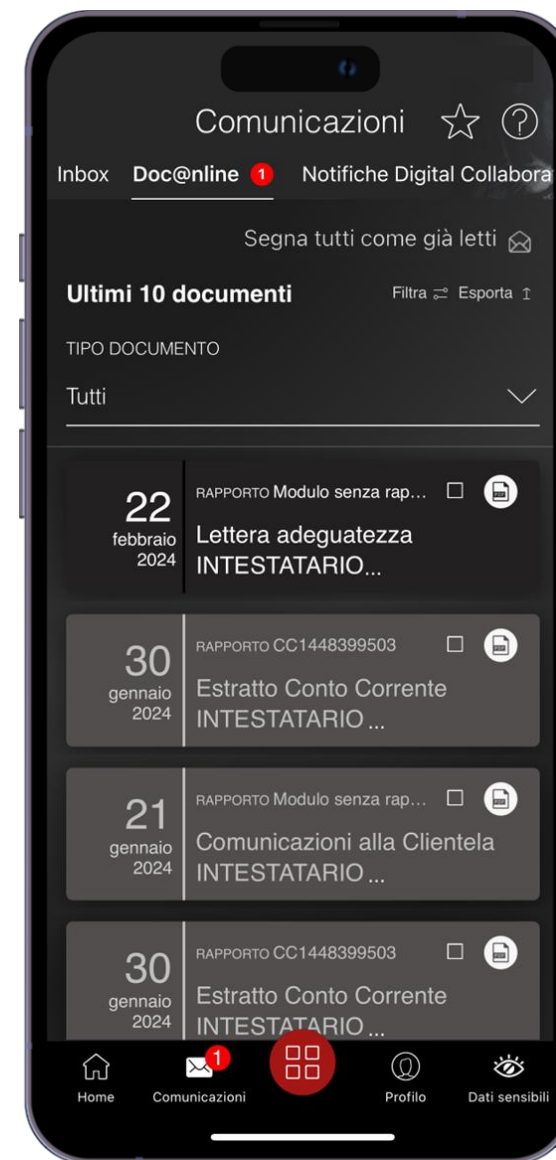 Comunicazioni
Inbox Doc@nline 1 Notifiche Digital Collabora
Segna tutti come già letti
Ultimi 10 documenti Filtra Esporta
TIPO DOCUMENTO
Tutti
22
febbraio
2024
RAPPORTO Modulo senza rap...
Lettera adeguatezza
INTESTATARIO...
30
gennaio
2024
RAPPORTO CC1448399503
Estratto Conto Corrente
INTESTATARIO ...
21
gennaio
2024
RAPPORTO Modulo senza rap...
Comunicazioni alla Clientela
INTESTATARIO ...
30
gennaio
2024
RAPPORTO CC1448399503
Estratto Conto Corrente
INTESTATARIO ...
1
Home Comunicazioni Profilo Dati sensibili